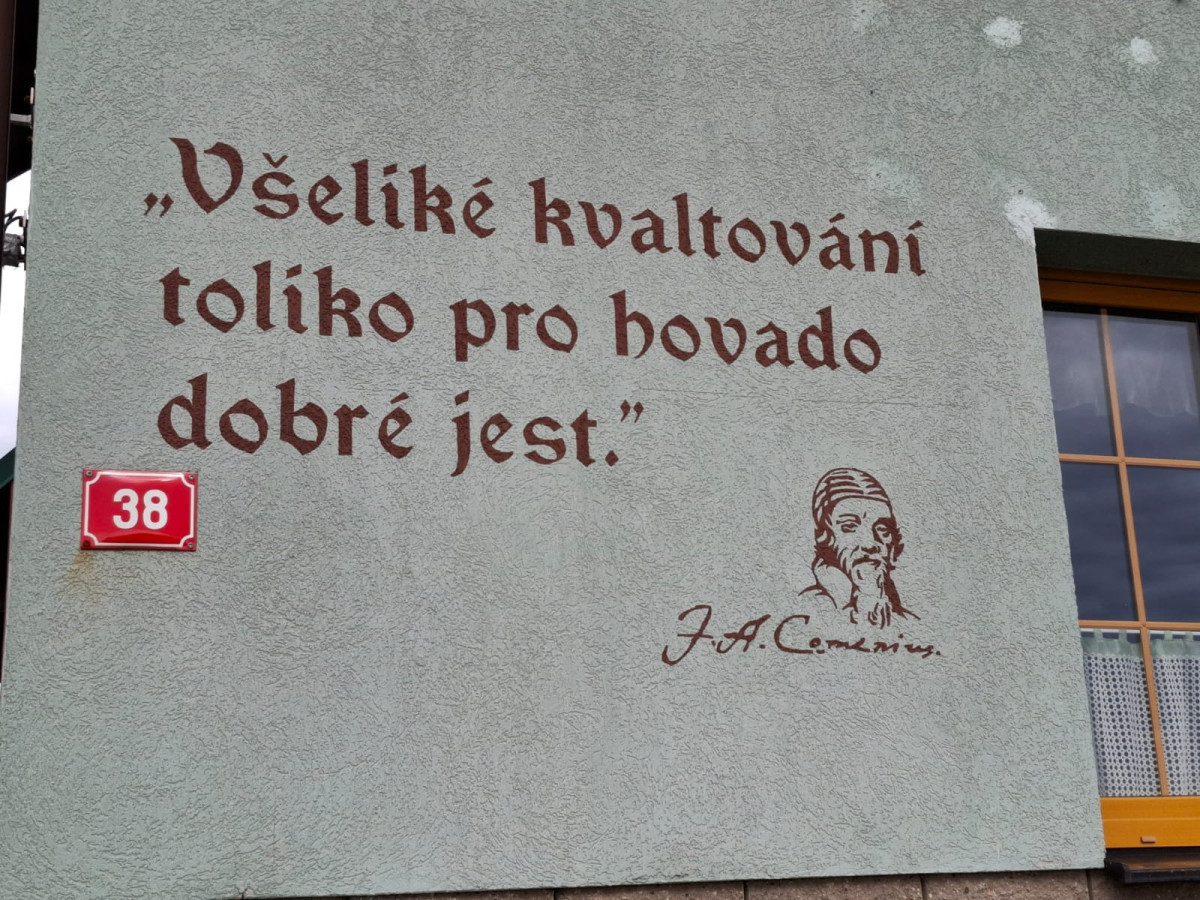 „Všeliké kvaltování
toliko pro hovado
dobré jest.”
38
J. A. Comenius.